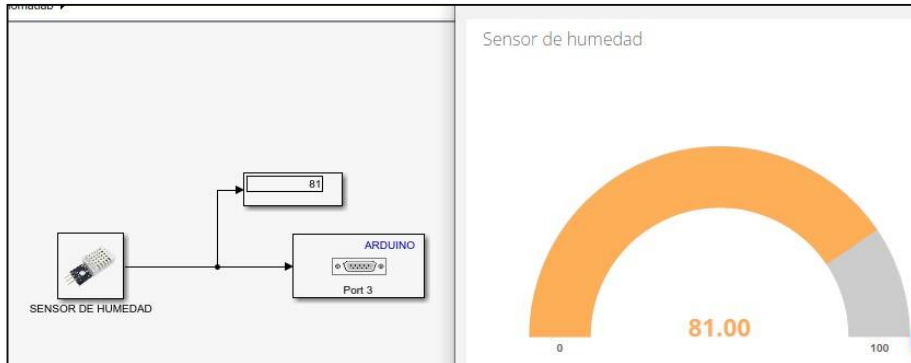 Sensor de humedad
81
ARDUINO
Port 3
SENSOR DE HUMEDAD
81.00
0
100